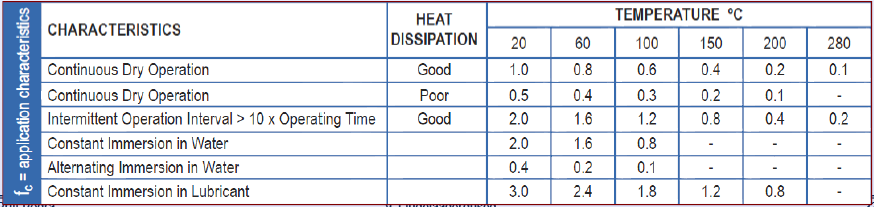 fc = application characteristics
CHARACTERISTICS HEAT DISSIPATION TEMPERATURE °C
20 60 100 150 200 280
Continuous Dry Operation Good 1.0 0.8 0.6 0.4 0.2 0.1
Continuous Dry Operation Poor 0.5 0.4 0.3 0.2 0.1 -
Intermittent Operation Interval > 10 x Operating Time Good 2.0 1.6 1.2 0.8 0.4 0.2
Constant Immersion in Water 2.0 1.6 0.8 - - -
Alternating Immersion in Water 0.4 0.2 0.1 - - -
Constant Immersion in Lubricant 3.0 2.4 1.8 1.2 0.8 -